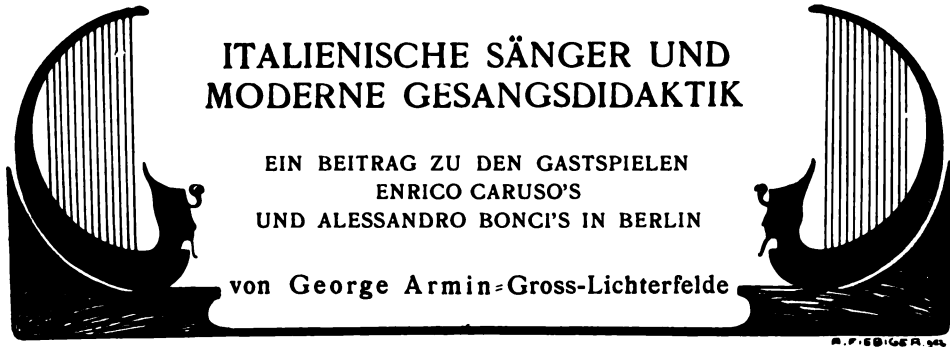 ITALIENISCHE SÄNGER UND
MODERNE GESANGSDIDAKTIK
EIN BEITRAG ZU DEN GASTSPIELEN
ENRICO CARUSO'S
UND ALESSANDRO BONCI'S IN BERLIN
von George Armin=Gross-Lichterfelde
A. FIEBIGER.